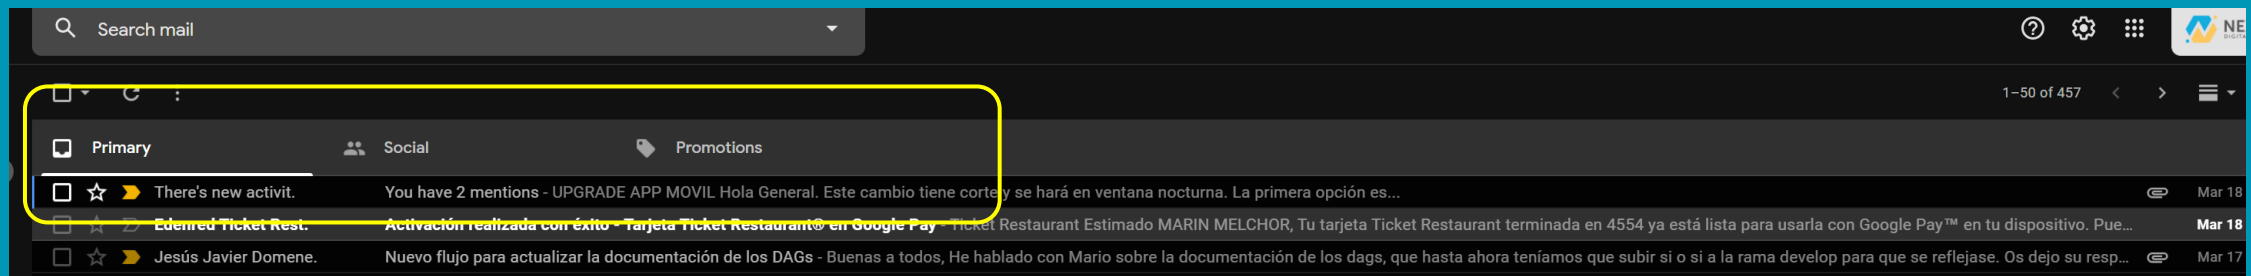 Search mail
NE
DIGITA
1–50 of 457
Primary Social Promotions
There's new activit. You have 2 mentions - UPGRADE APP MOVIL Hola General. Este cambio tiene corte y se hará en ventana nocturna. La primera opción es... Mar 18
Edenred Ticket Rest. Activación realizada con éxito - Tarjeta Ticket Restaurant® en Google Pay - Ticket Restaurant Estimado MARIN MELCHOR, Tu tarjeta Ticket Restaurant terminada en 4554 ya está lista para usarla con Google Pay™ en tu dispositivo. Pue... Mar 18
Jesús Javier Domene. Nuevo flujo para actualizar la documentación de los DAGs - Buenas a todos, He hablado con Mario sobre la documentación de los dags, que hasta ahora teníamos que subir si o si a la rama develop para que se reflejase. Os dejo su resp... Mar 17